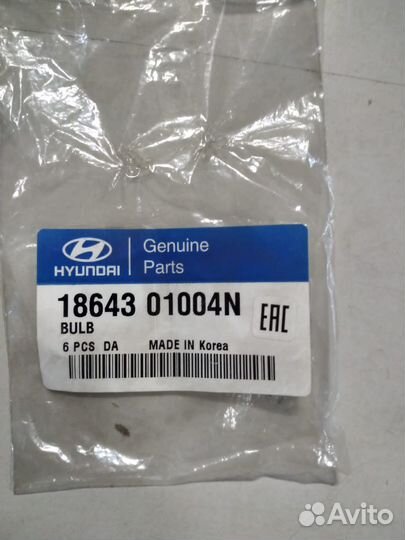 HYUNDAI
Genuine
Parts
18643 01004N
BULB
EAC
6 PCS DA MADE IN Korea
Avito